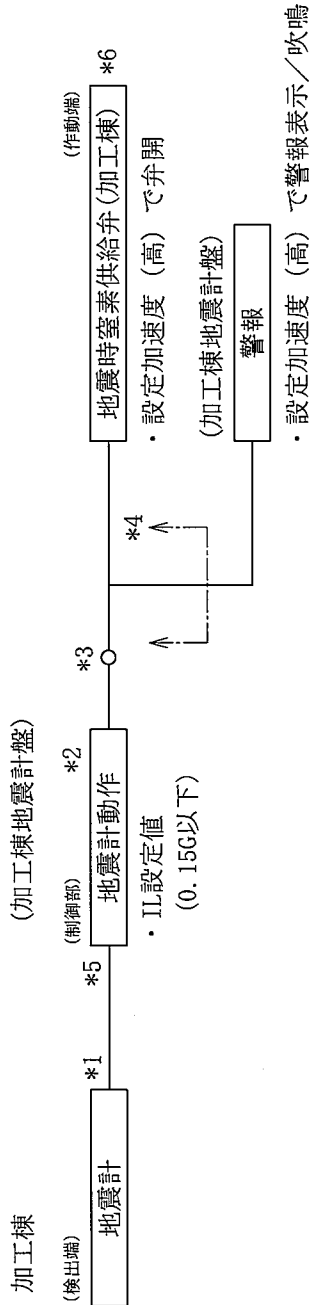 加工棟
(加工棟地震計盤)
(検出端)
地震計
*1
*5
(制御部)
*2
地震計動作
・IL設定値
(0.15G以下)
*3
*4
(作動端)
地震時窒素供給弁(加工棟)
*6
・設定加速度(高)で弁開
(加工棟地震計盤)
警報
・設定加速度(高)で警報表示／吹鳴